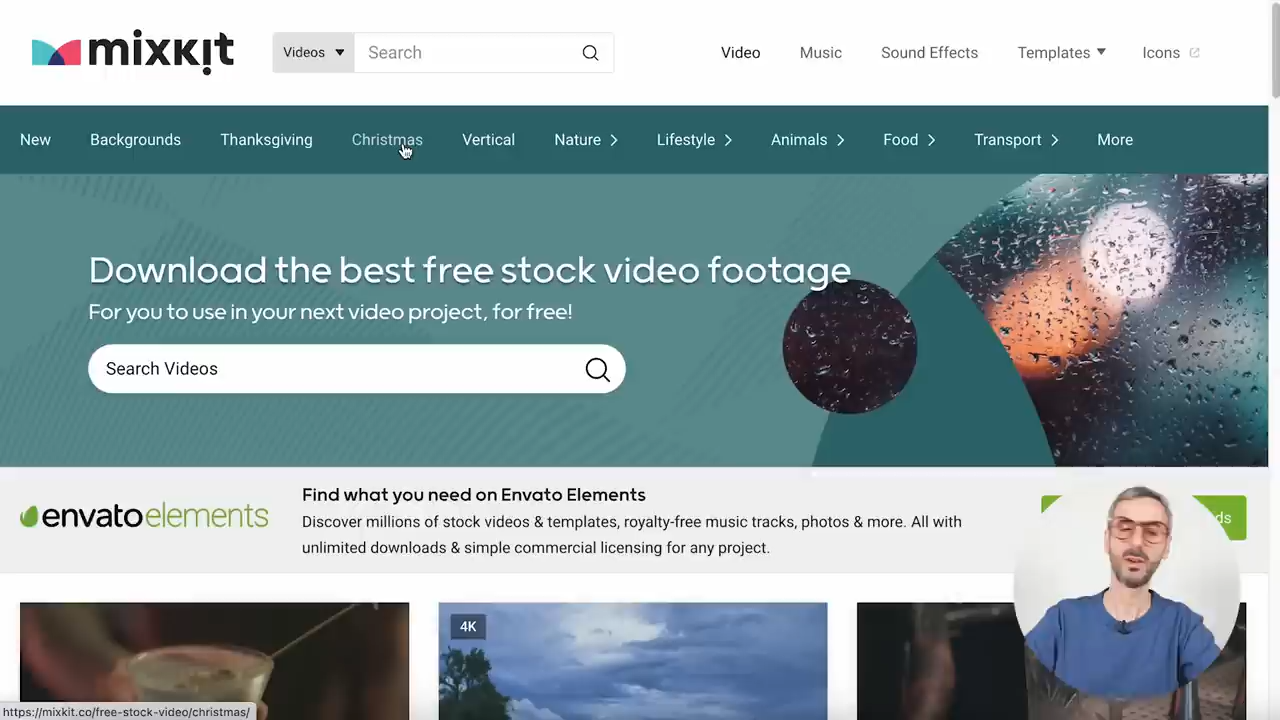 mixkit
Videos
Search
Video
Music
Sound Effects
Templates
Icons
New
Backgrounds
Thanksgiving
Christmas
Vertical
Nature
Lifestyle
Animals
Food
Transport
More
Download the best free stock video footage
For you to use in your next video project, for free!
Search Videos
envatoelements
Find what you need on Envato Elements
Discover millions of stock videos & templates, royalty-free music tracks, photos & more. All with
unlimited downloads & simple commercial licensing for any project.
4K
https://mixkit.co/free-stock-video/christmas/